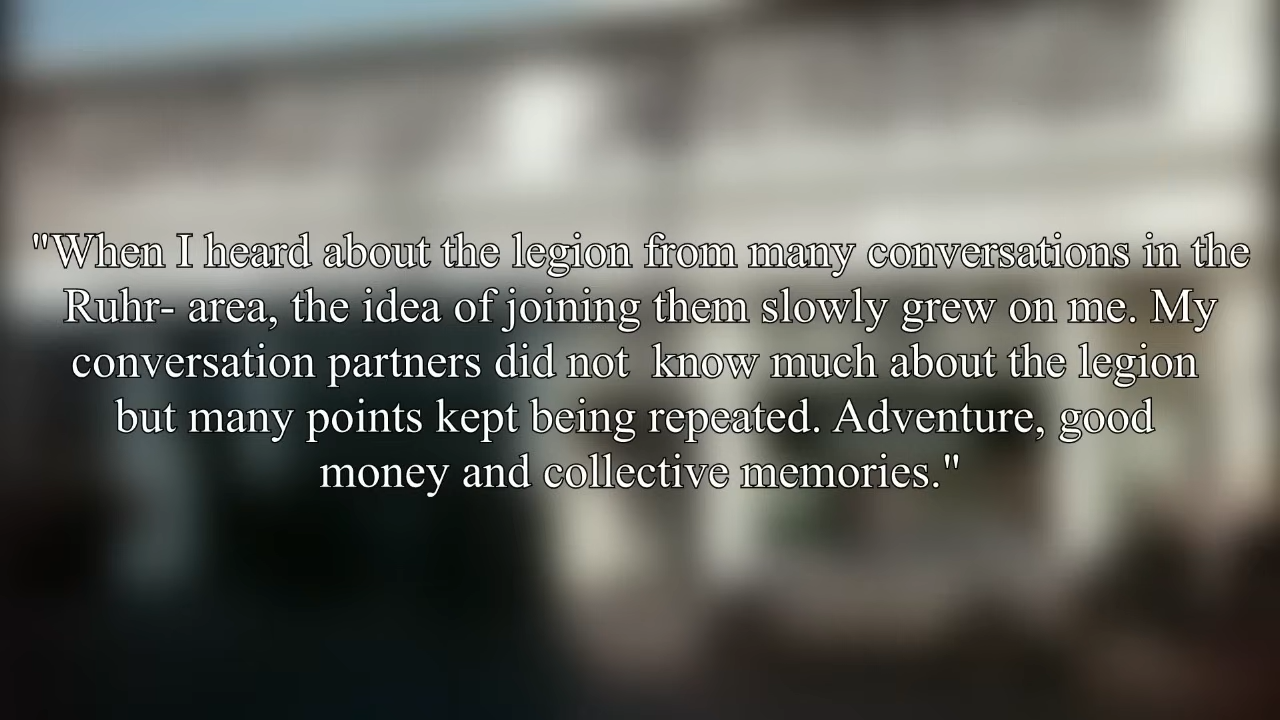 "When I heard about the legion from many conversations in the
Ruhr- area, the idea of joining them slowly grew on me. My
conversation partners did not  know much about the legion
but many points kept being repeated. Adventure, good
money and collective memories."